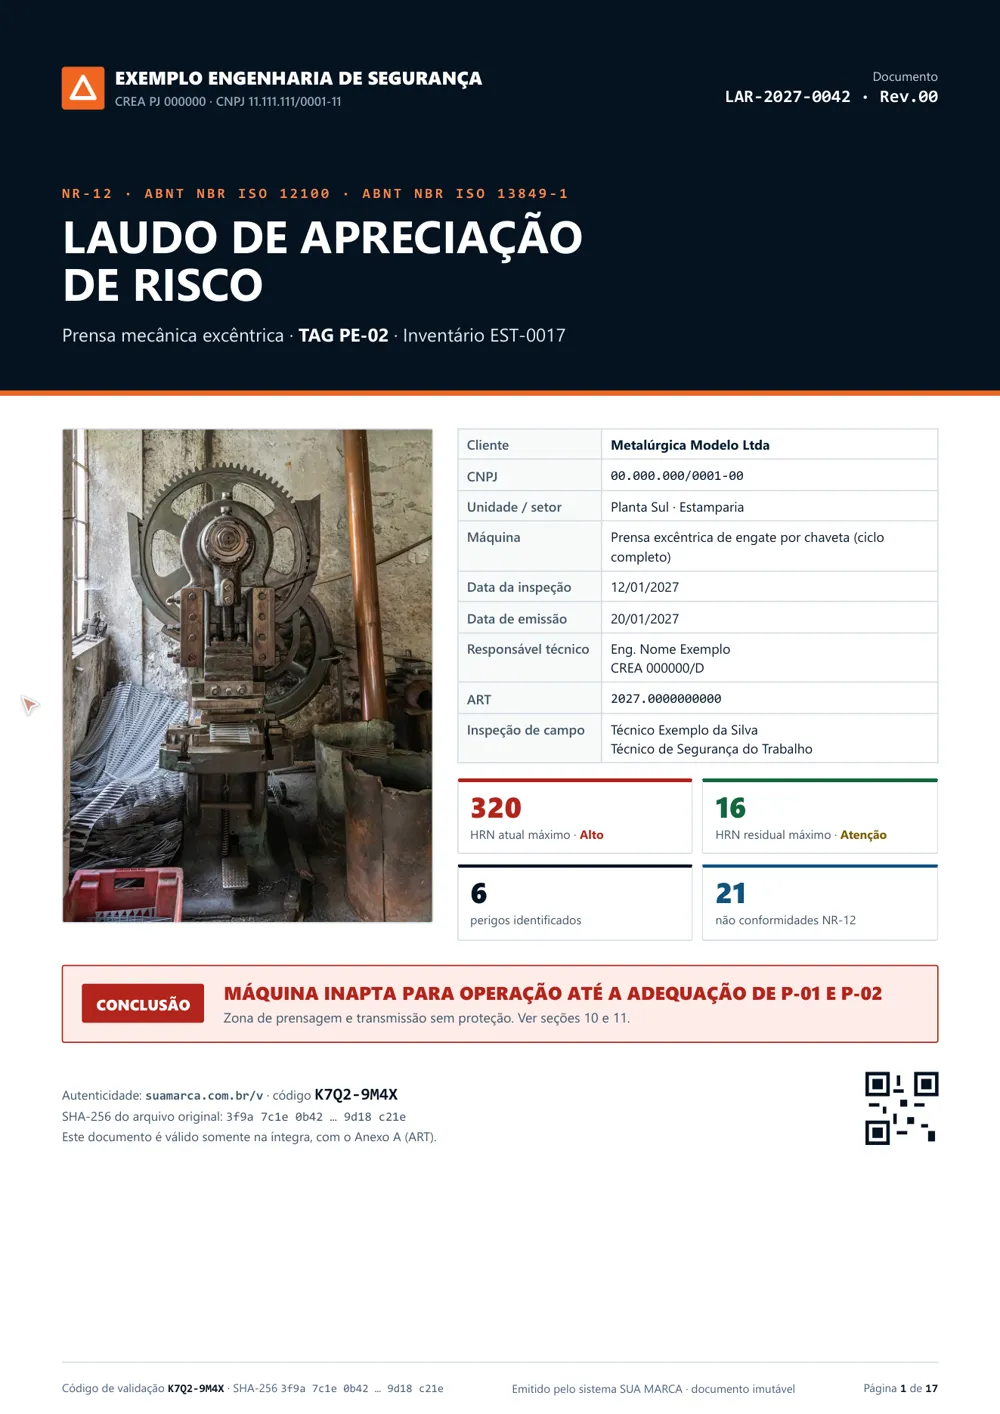 EXEMPLO ENGENHARIA DE SEGURANÇA
CREA PJ 000000 · CNPJ 11.111.111/0001-11
Documento
LAR-2027-0042 · Rev.00
NR-12 · ABNT NBR ISO 12100 · ABNT NBR ISO 13849-1
LAUDO DE APRECIAÇÃO
DE RISCO
Prensa mecânica excêntrica · TAG PE-02 · Inventário EST-0017
Cliente Metalúrgica Modelo Ltda
CNPJ 00.000.000/0001-00
Unidade / setor Planta Sul · Estamparia
Máquina Prensa excêntrica de engate por chaveta (ciclo
completo)
Data da inspeção 12/01/2027
Data de emissão 20/01/2027
Responsável técnico Eng. Nome Exemplo
CREA 000000/D
ART 2027.0000000000
Inspeção de campo Técnico Exemplo da Silva
Técnico de Segurança do Trabalho
320
HRN atual máximo · Alto
16
HRN residual máximo · Atenção
6
perigos identificados
21
não conformidades NR-12
CONCLUSÃO
MÁQUINA INAPTA PARA OPERAÇÃO ATÉ A ADEQUAÇÃO DE P-01 E P-02
Zona de prensagem e transmissão sem proteção. Ver seções 10 e 11.
Autenticidade: suamarca.com.br/v · código K7Q2-9M4X
SHA-256 do arquivo original: 3f9a 7c1e 0b42 … 9d18 c21e
Este documento é válido somente na íntegra, com o Anexo A (ART).
Código de validação K7Q2-9M4X · SHA-256 3f9a 7c1e 0b42 … 9d18 c21e
Emitido pelo sistema SUA MARCA · documento imutável
Página 1 de 17